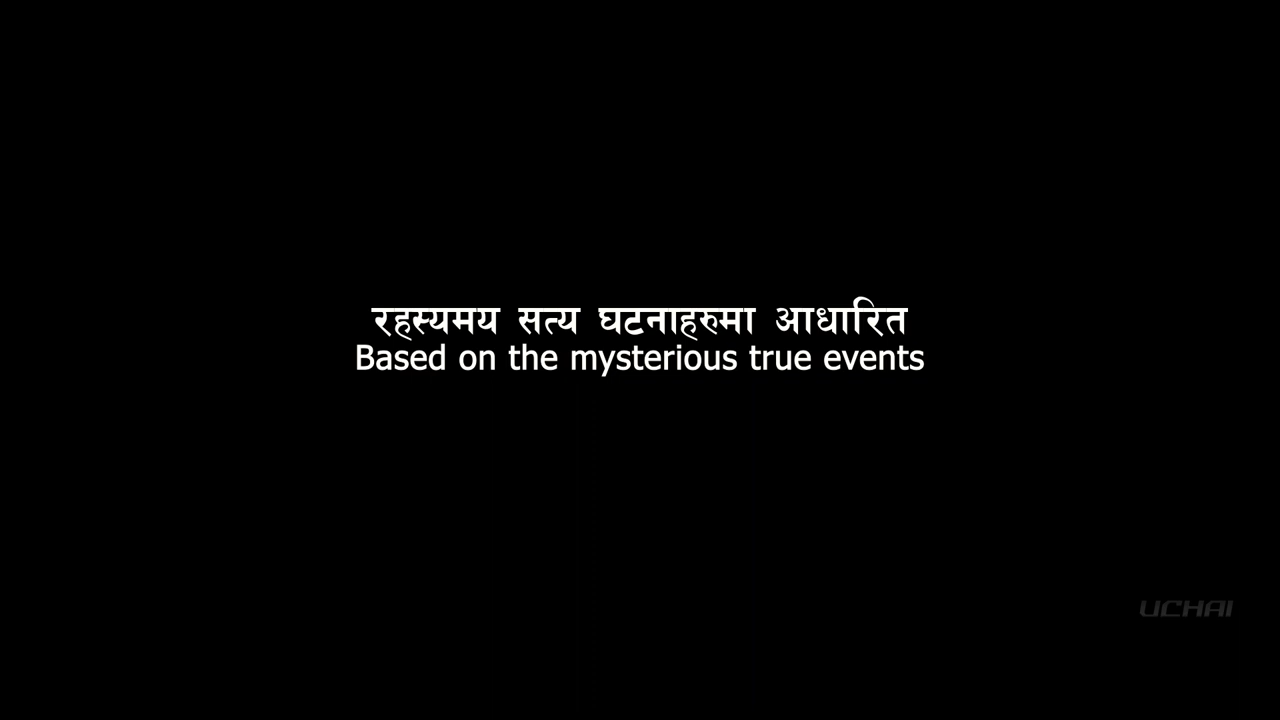 रहस्यमय सत्य घटनाहरुमा आधारित
Based on the mysterious true events
UCHAI